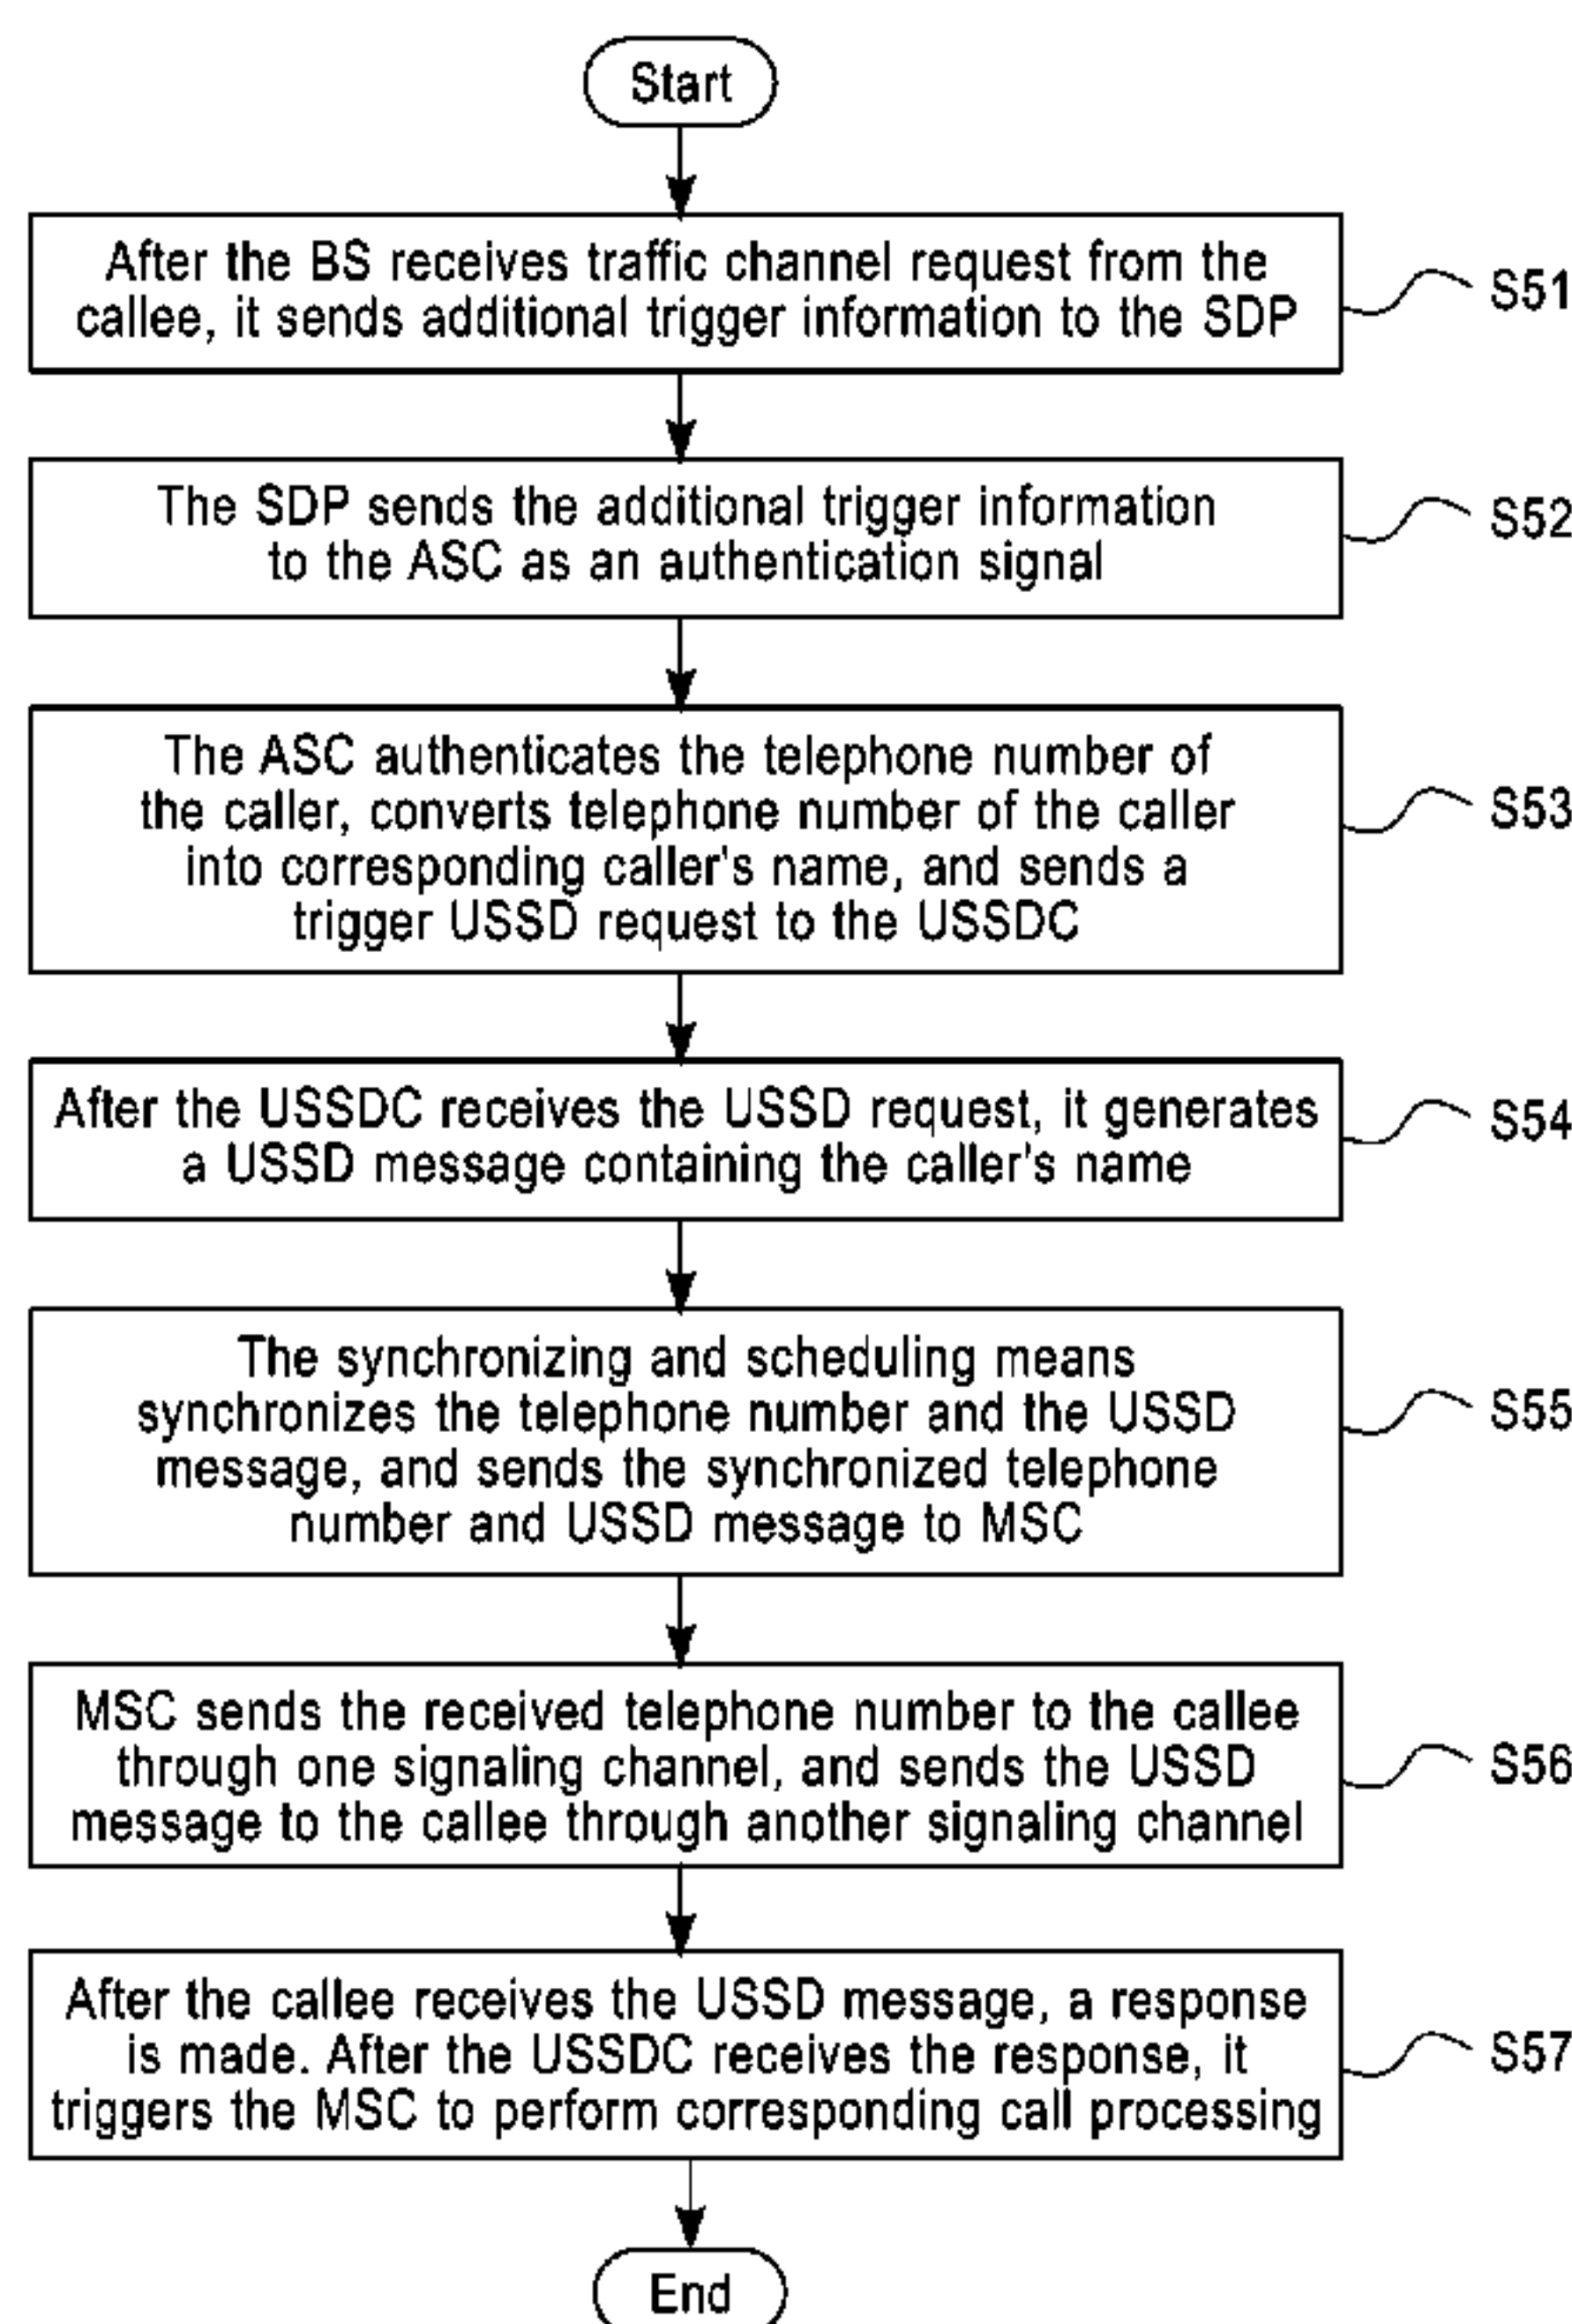 Start
After the BS receives traffic channel request from the
callee, it sends additional trigger information to the SDP
S51
The SDP sends the additional trigger information
to the ASC as an authentication signal
S52
The ASC authenticates the telephone number of
the caller, converts telephone number of the caller
into corresponding caller's name, and sends a
trigger USSD request to the USSDC
S53
After the USSDC receives the USSD request, it generates
a USSD message containing the caller's name
S54
The synchronizing and scheduling means
synchronizes the telephone number and the USSD
message, and sends the synchronized telephone
number and USSD message to MSC
S55
MSC sends the received telephone number to the callee
through one signaling channel, and sends the USSD
message to the callee through another signaling channel
S56
After the callee receives the USSD message, a response
is made. After the USSDC receives the response, it
triggers the MSC to perform corresponding call processing
S57
End